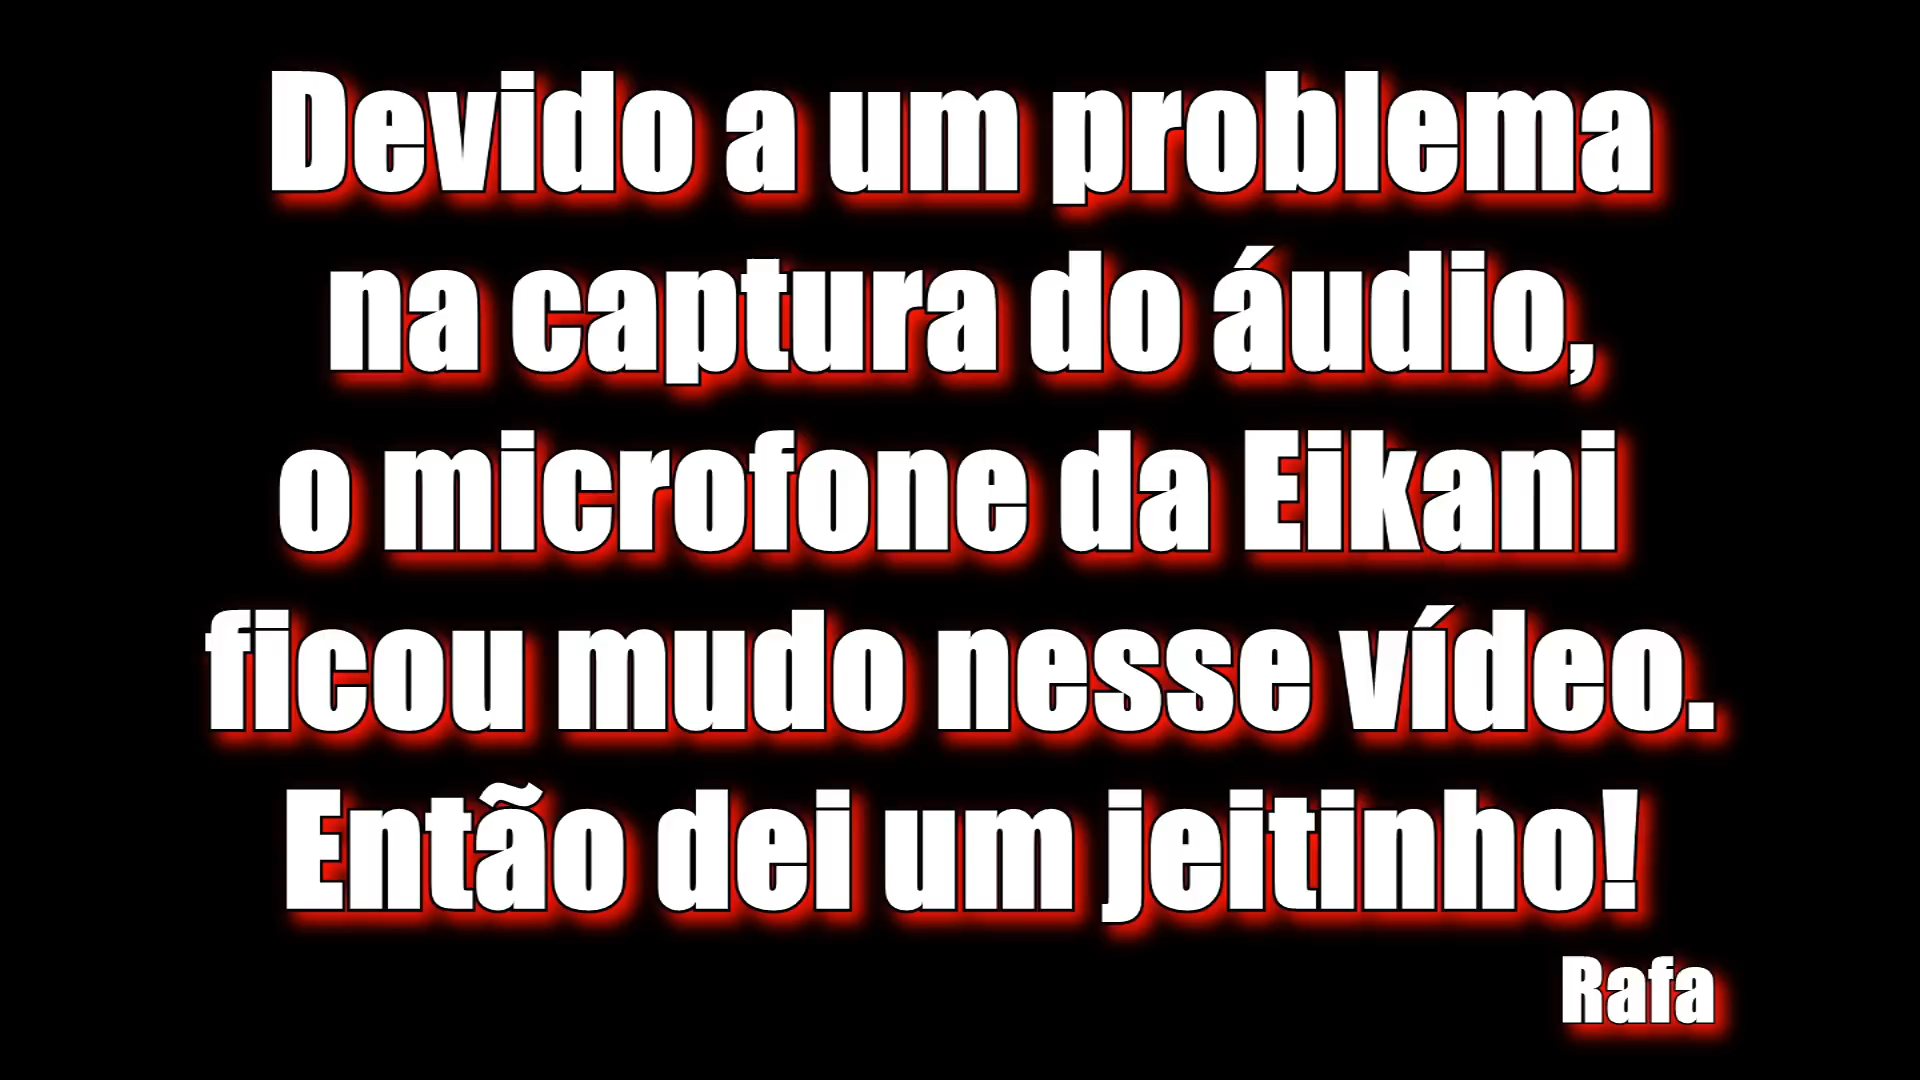 Devido a um problema
na captura do áudio,
o microfone da Eikani
ficou mudo nesse vídeo.
Então dei um jeitinho!
Rafa